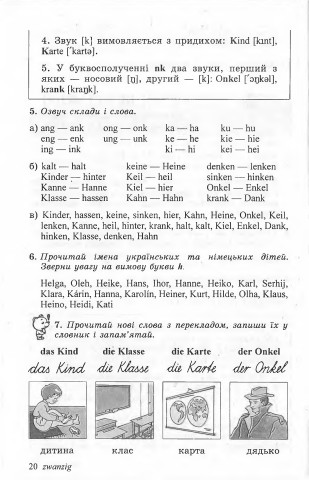 4. Звук [k] вимовляється з придихом: Kind [kɪnt],
Karte [ˈkartə].
5. У буквосполученні nk два звуки, перший з
яких — носовий [ŋ], другий — [k]: Onkel [ˈɔŋkəl],
krank [kraŋk].
5. Озвуч склади і слова.
а) ang — ank ong — onk ka — ha ku — hu
eng — enk ung — unk ke — he kie — hie
ing — ink ki — hi kei — hei
б) kalt — halt keine — Heine denken — lenken
Kinder — hinter Keil — heil sinken — hinken
Kanne — Hanne Kiel — hier Onkel — Enkel
Klasse — hassen Kahn — Hahn krank — Dank
в) Kinder, hassen, keine, sinken, hier, Kahn, Heine, Onkel, Keil,
lenken, Kanne, heil, hinter, krank, halt, kalt, Kiel, Enkel, Dank,
hinken, Klasse, denken, Hahn
6. Прочитай імена українських та німецьких дітей.
Зверни увагу на вимову букви h.
Helga, Oleh, Heike, Hans, Ihor, Hanne, Heiko, Karl, Serhij,
Klara, Kárin, Hanna, Karolín, Heiner, Kurt, Hilde, Olha, Klaus,
Heino, Heidi, Kati
7. Прочитай нові слова з перекладом, запиши їх у
словник і запам'ятай.
das Kind die Klasse die Karte der Onkel
das Kind die Klasse die Karte der Onkel
дитина клас карта дядько
20 zwanzig